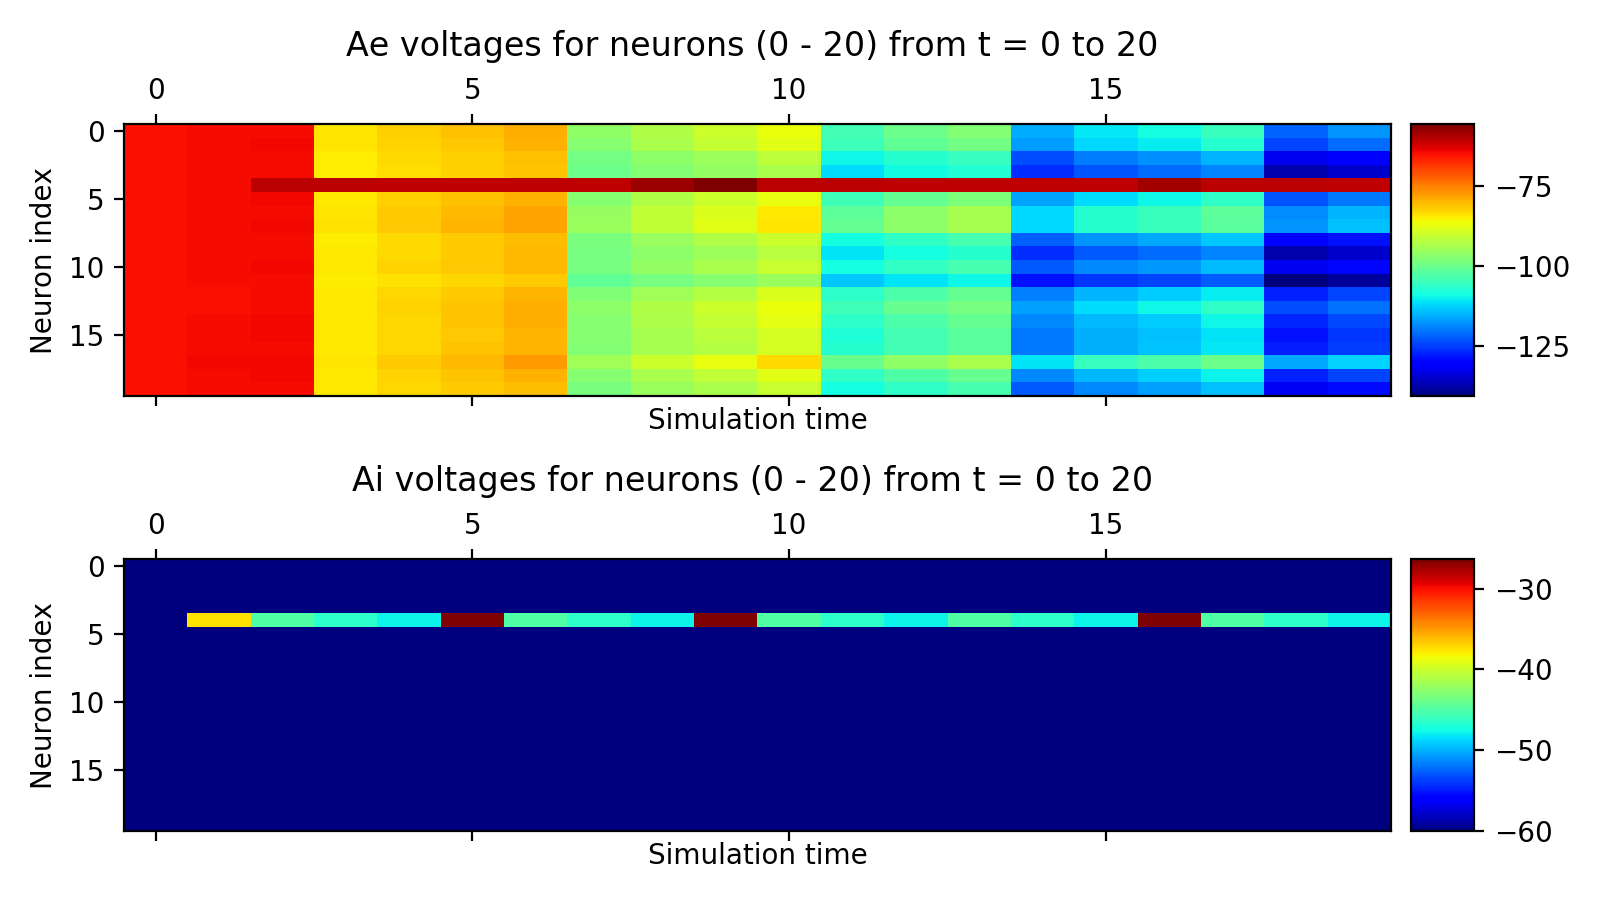 Ae voltages for neurons (0 - 20) from t = 0 to 20
0 5 10 15
Neuron index
0
5
10
15
−75
−100
−125
Simulation time
Ai voltages for neurons (0 - 20) from t = 0 to 20
0 5 10 15
Neuron index
0
5
10
15
−30
−40
−50
−60
Simulation time